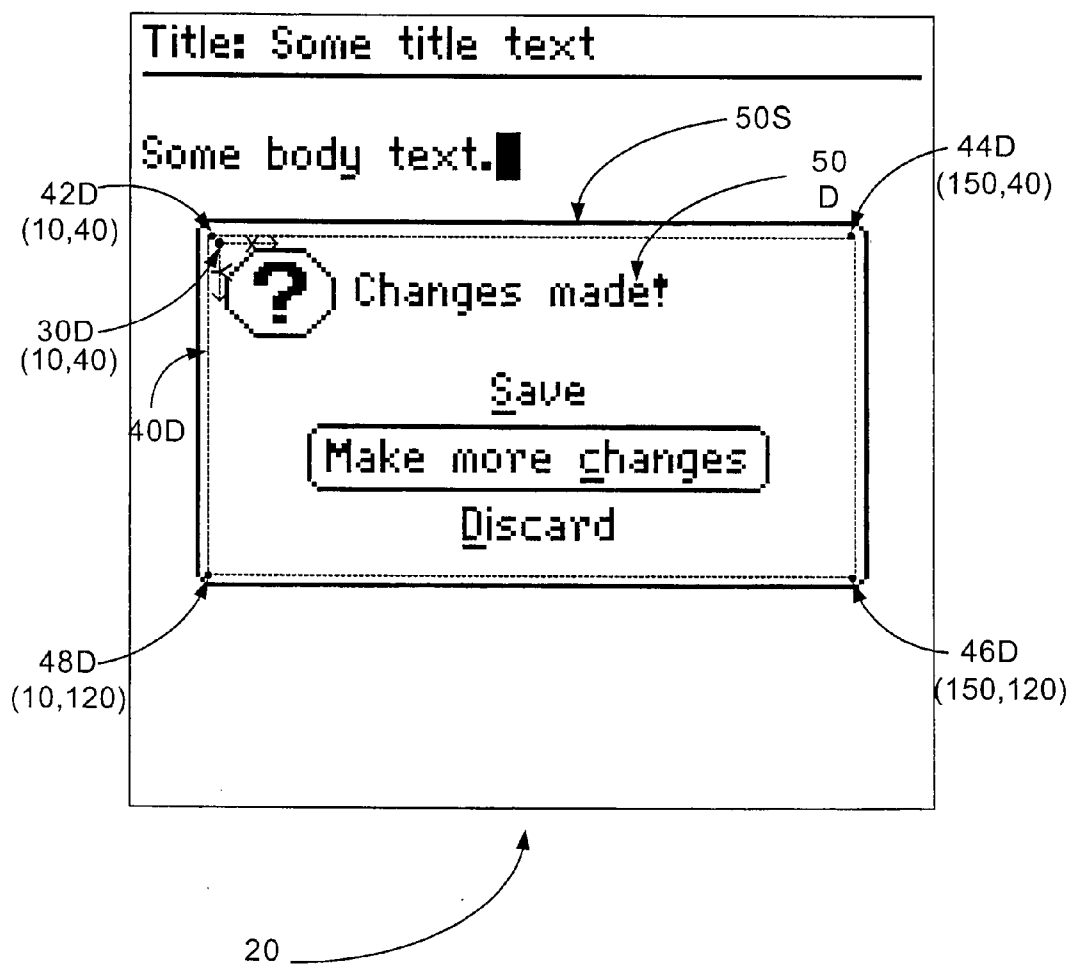 Title: Some title text
50S
Some body text.
50
D
44D
(150,40)
42D
(10,40)
? Changes made!
30D
(10,40)
Save
40D
Make more changes
Discard
48D
(10,120)
46D
(150,120)
20